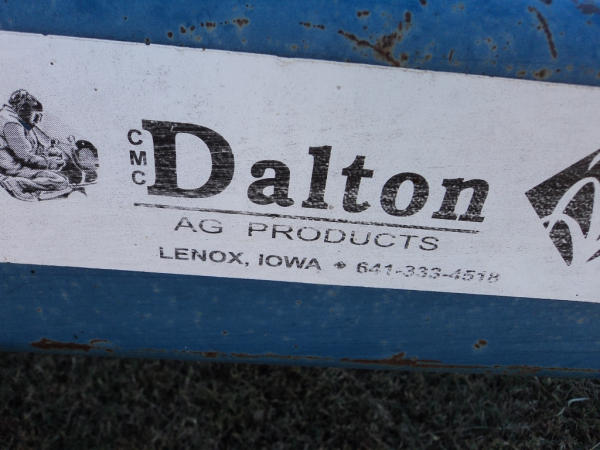 CMC Dalton
AG PRODUCTS
LENOX, IOWA • 641-333-4518